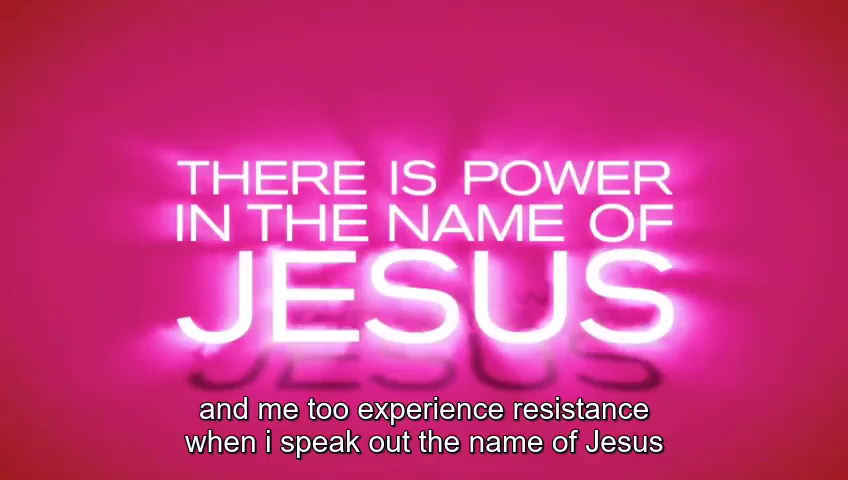 THERE IS POWER
IN THE NAME OF
JESUS
and me too experience resistance
when i speak out the name of Jesus